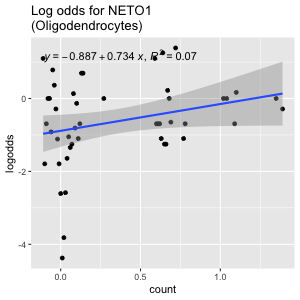 Log odds for NETO1
(Oligodendrocytes)
y = −0.887 + 0.734 x, R² = 0.07
logodds
0
-2
-4
0.0 0.5 1.0
count